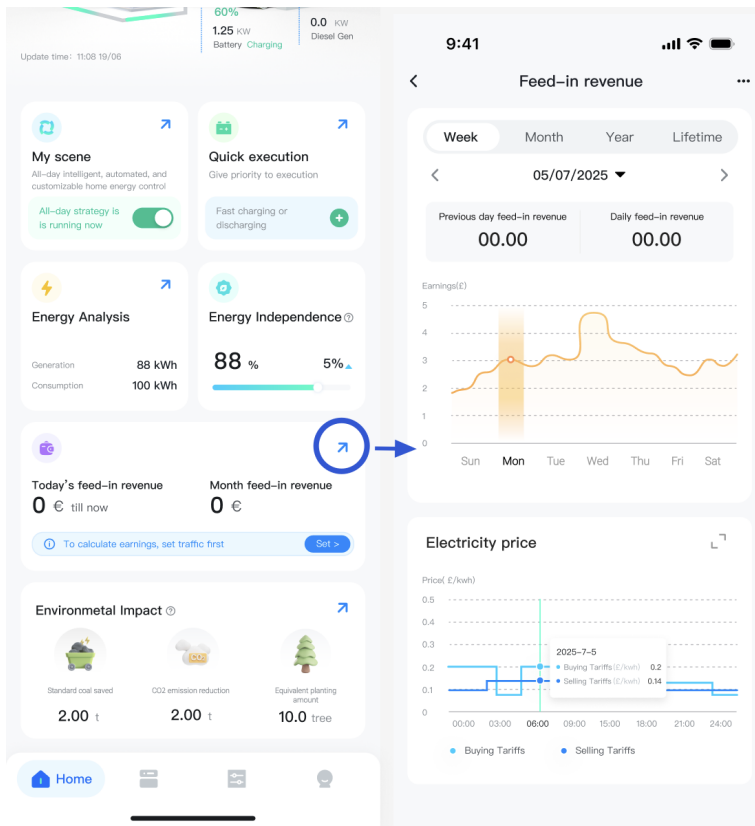 60%
1.25 KW
Battery Charging
0.0 KW
Diesel Gen
Update time: 11:08 19/06
My scene
All-day intelligent, automated, and
customizable home energy control
All-day strategy is
is running now
Quick execution
Give priority to execution
Fast charging or
discharging
Energy Analysis
Generation 88 kWh
Consumption 100 kWh
Energy Independence
88 % 5%
Today's feed-in revenue
0 € till now
Month feed-in revenue
0 €
To calculate earnings, set traffic first
Set >
Environmetal Impact
Standard coal saved
2.00 t
CO2 emission reduction
2.00 t
Equivalent planting
amount
10.0 tree
Home
9:41
Feed-in revenue
Week Month Year Lifetime
05/07/2025
Previous day feed-in revenue
00.00
Daily feed-in revenue
00.00
Earnings(£)
5
4
3
2
1
0
Sun Mon Tue Wed Thu Fri Sat
Electricity price
Price( £/kwh)
0.5
0.4
0.3
0.2
0.1
0
2025-7-5
Buying Tariffs(£/kwh) 0.2
Selling Tariffs(£/kwh) 0.14
00:00 03:00 06:00 09:00 15:00 18:00 21:00 24:00
Buying Tariffs Selling Tariffs